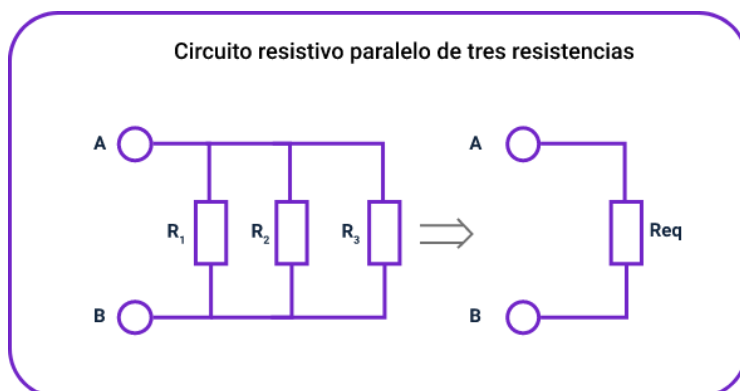 Circuito resistivo paralelo de tres resistencias
A
A
R1
R2
R3
Req
B
B